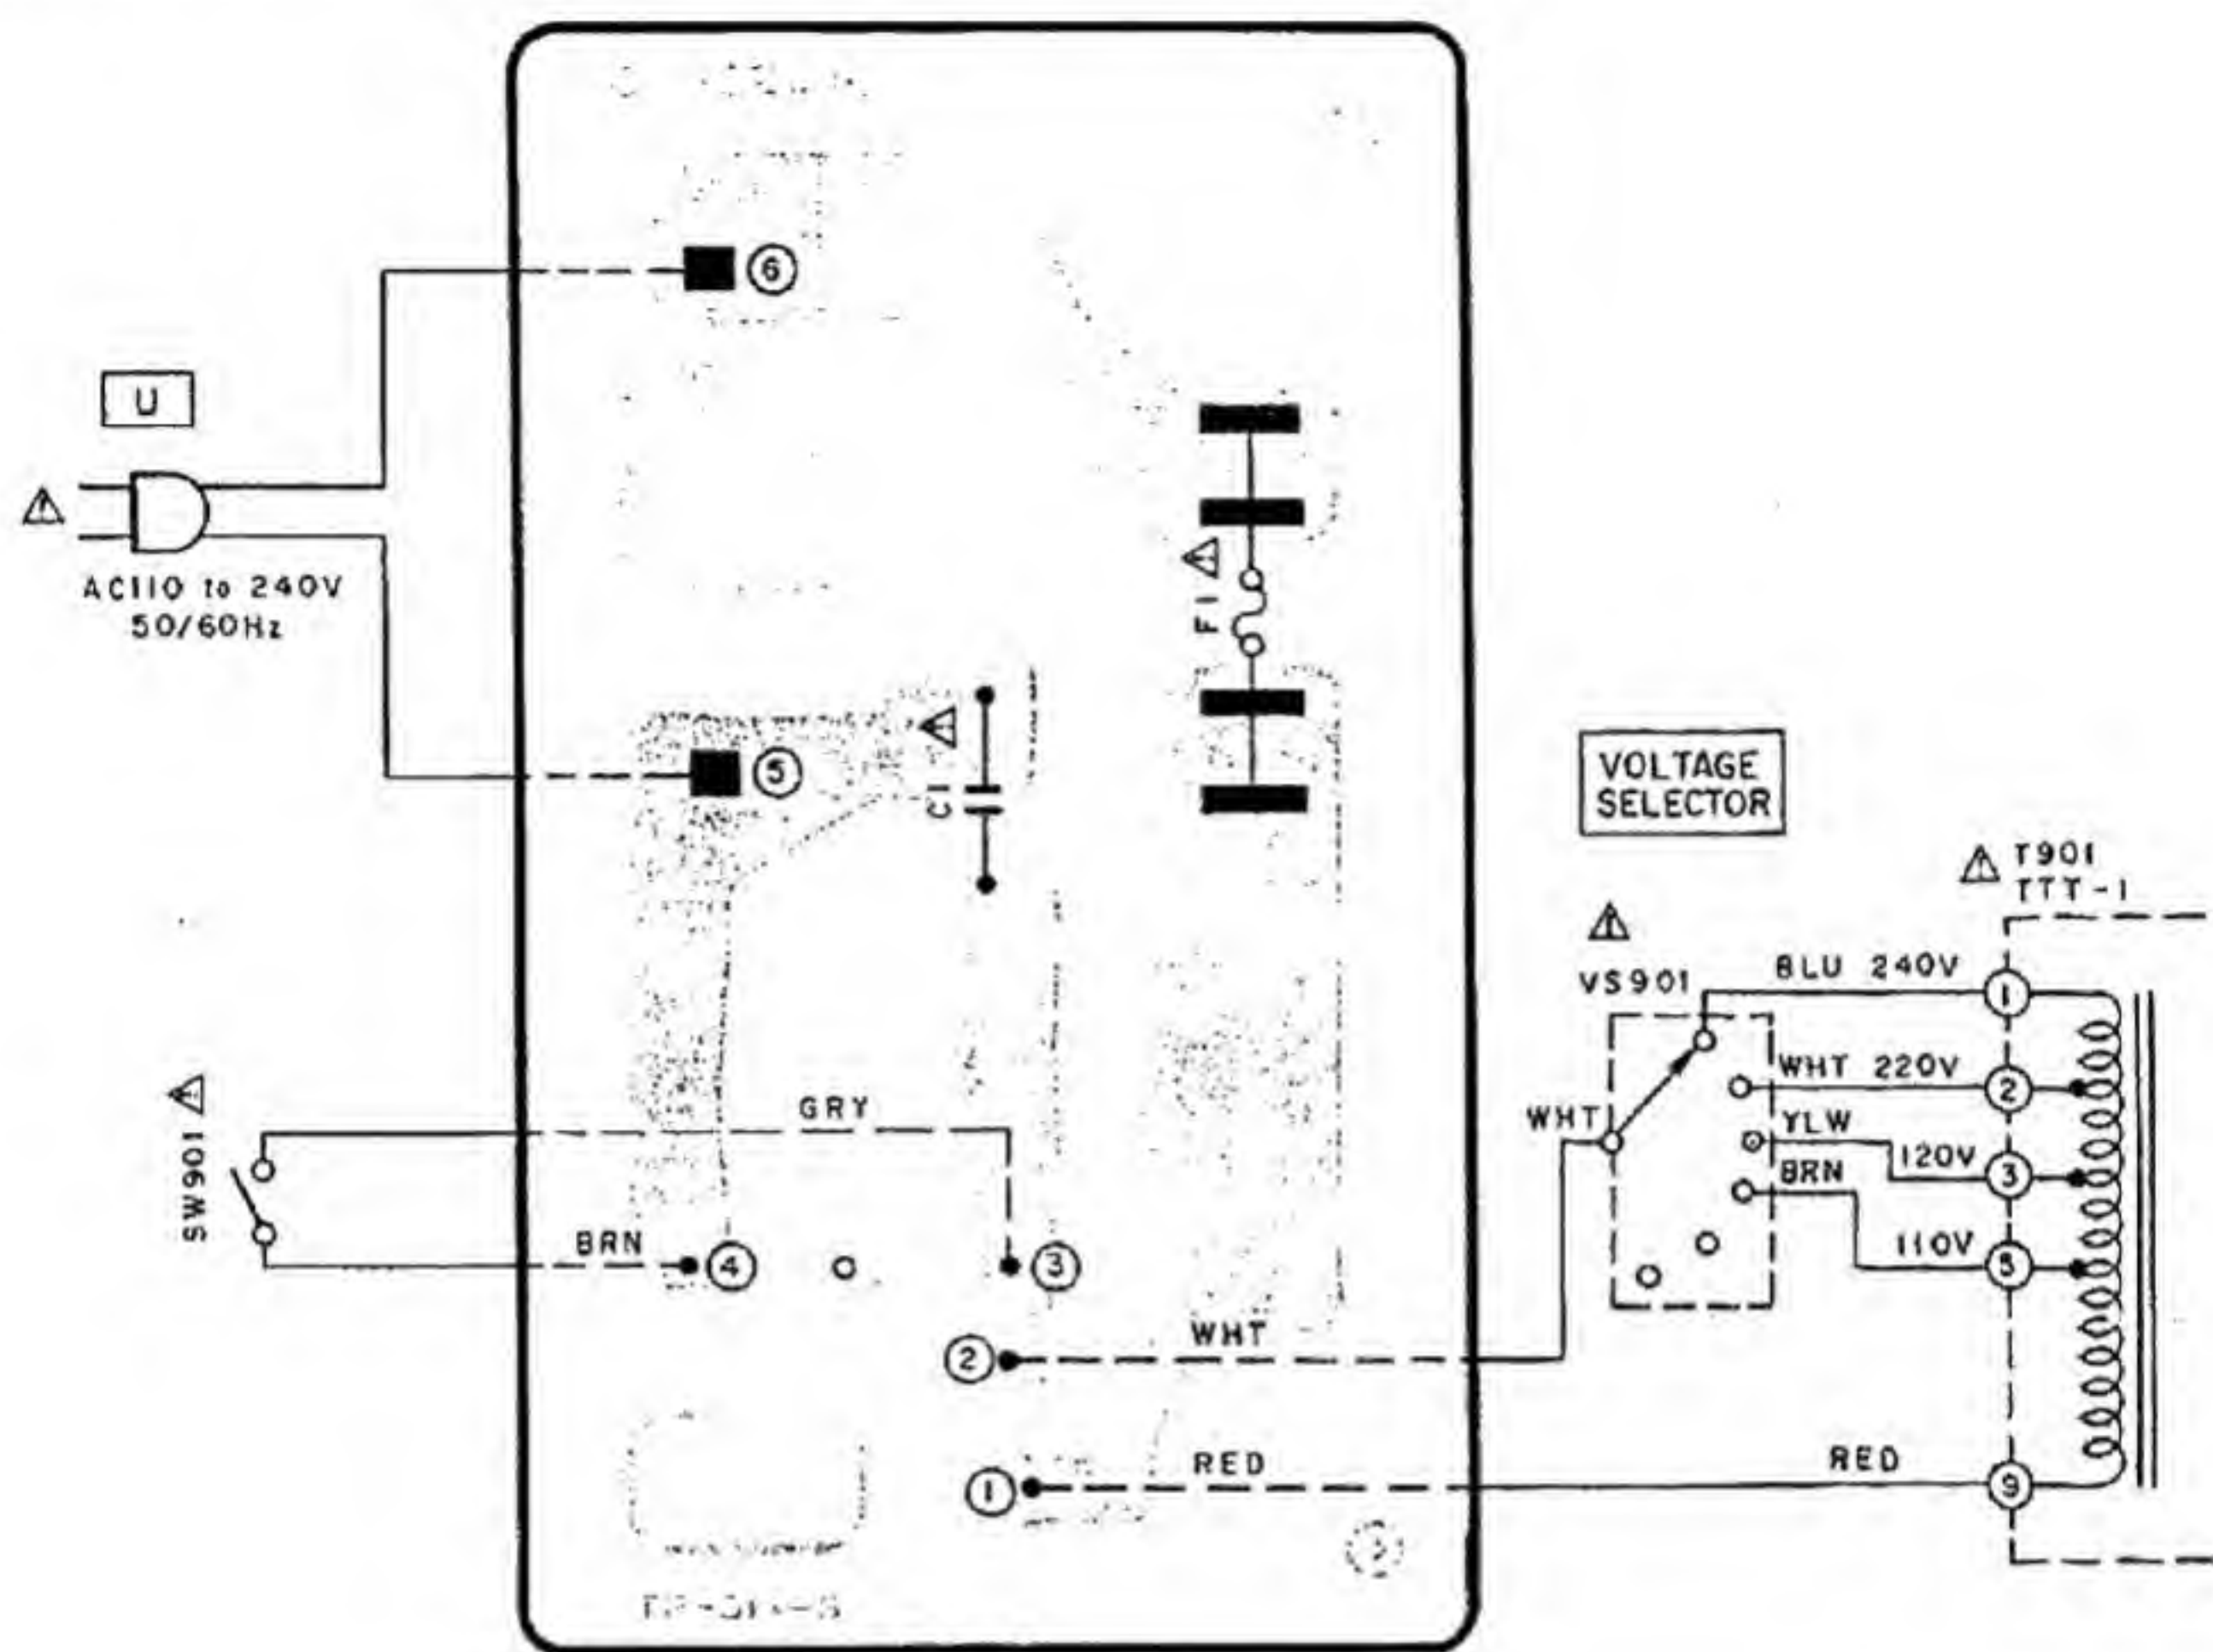 6
U
AC110 to 240V
50/60Hz
F1
5
C1
VOLTAGE
SELECTOR
T901
TTT-1
VS901
BLU 240V
1
WHT 220V
2
WHT
YLW
120V
3
BRN
110V
5
SW901
GRY
BRN
4
3
2
WHT
1
RED
RED
9